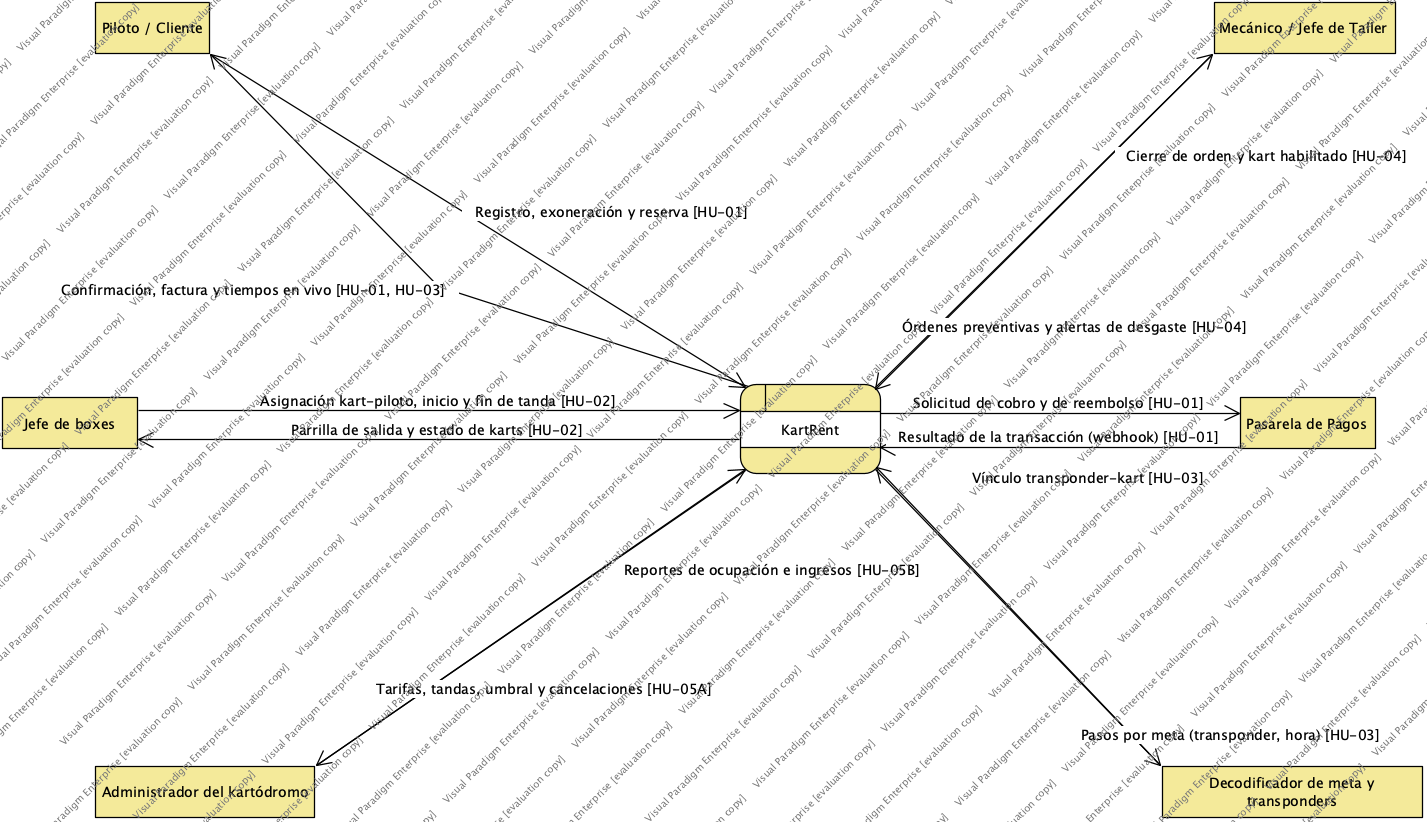 Piloto / Cliente
Mecánico / Jefe de Taller
Cierre de orden y kart habilitado [HU-04]
Registro, exoneración y reserva [HU-01]
Confirmación, factura y tiempos en vivo [HU-01, HU-03]
Órdenes preventivas y alertas de desgaste [HU-04]
Asignación kart-piloto, inicio y fin de tanda [HU-02]
Solicitud de cobro y de reembolso [HU-01]
Jefe de boxes
Parrilla de salida y estado de karts [HU-02]
KartRent
Resultado de la transacción (webhook) [HU-01]
Pasarela de Pagos
Vínculo transponder-kart [HU-03]
Reportes de ocupación e ingresos [HU-05B]
Tarifas, tandas, umbral y cancelaciones [HU-05A]
Pasos por meta (transponder, hora) [HU-03]
Administrador del kartódromo
Decodificador de meta y
transponders
Visual Paradigm Enterprise [evaluation copy]